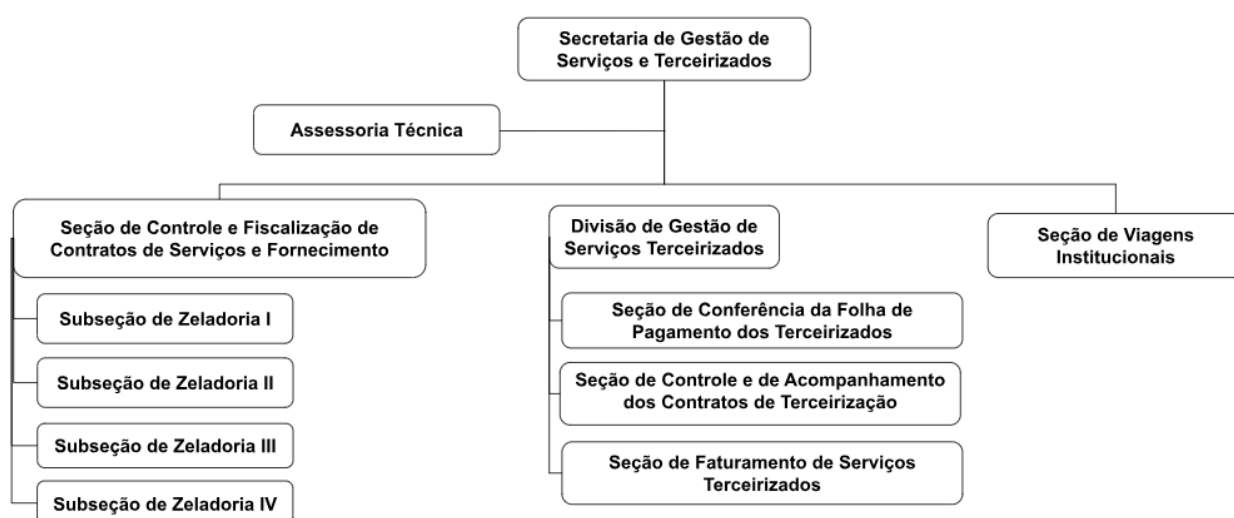 Secretaria de Gestão de
Serviços e Terceirizados
Assessoria Técnica
Seção de Controle e Fiscalização de
Contratos de Serviços e Fornecimento
Subseção de Zeladoria I
Subseção de Zeladoria II
Subseção de Zeladoria III
Subseção de Zeladoria IV
Divisão de Gestão de
Serviços Terceirizados
Seção de Conferência da Folha de
Pagamento dos Terceirizados
Seção de Controle e de Acompanhamento
dos Contratos de Terceirização
Seção de Faturamento de Serviços
Terceirizados
Seção de Viagens
Institucionais